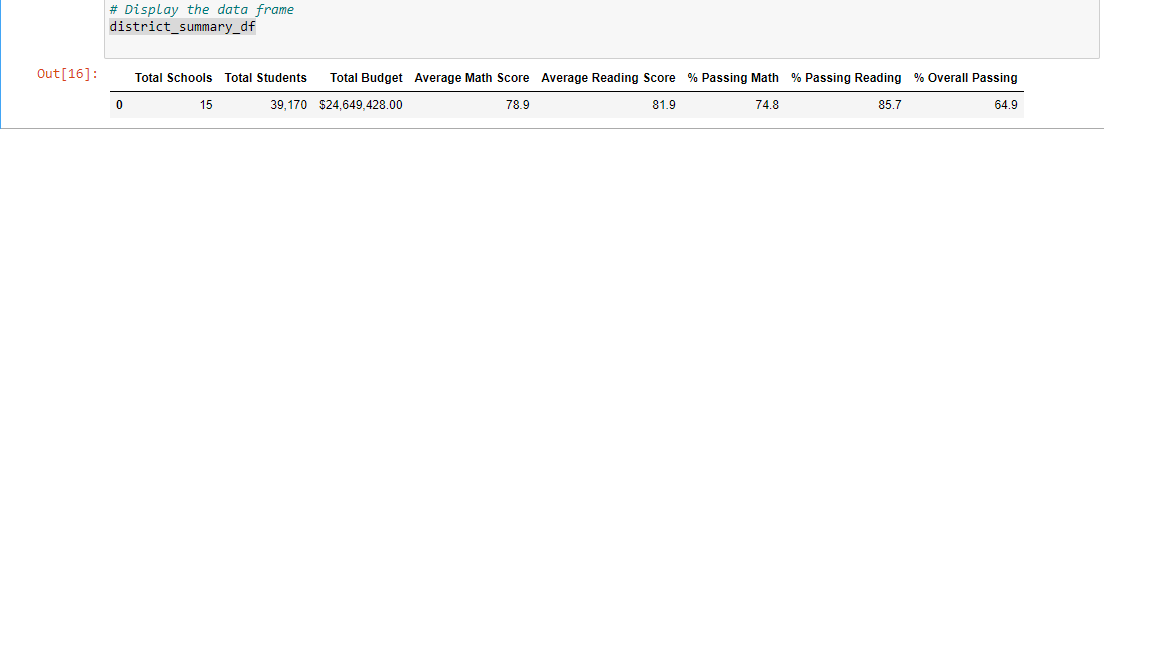 # Display the data frame
district_summary_df
Out[16]:
Total Schools Total Students Total Budget Average Math Score Average Reading Score % Passing Math % Passing Reading % Overall Passing
0 15 39,170 $24,649,428.00 78.9 81.9 74.8 85.7 64.9